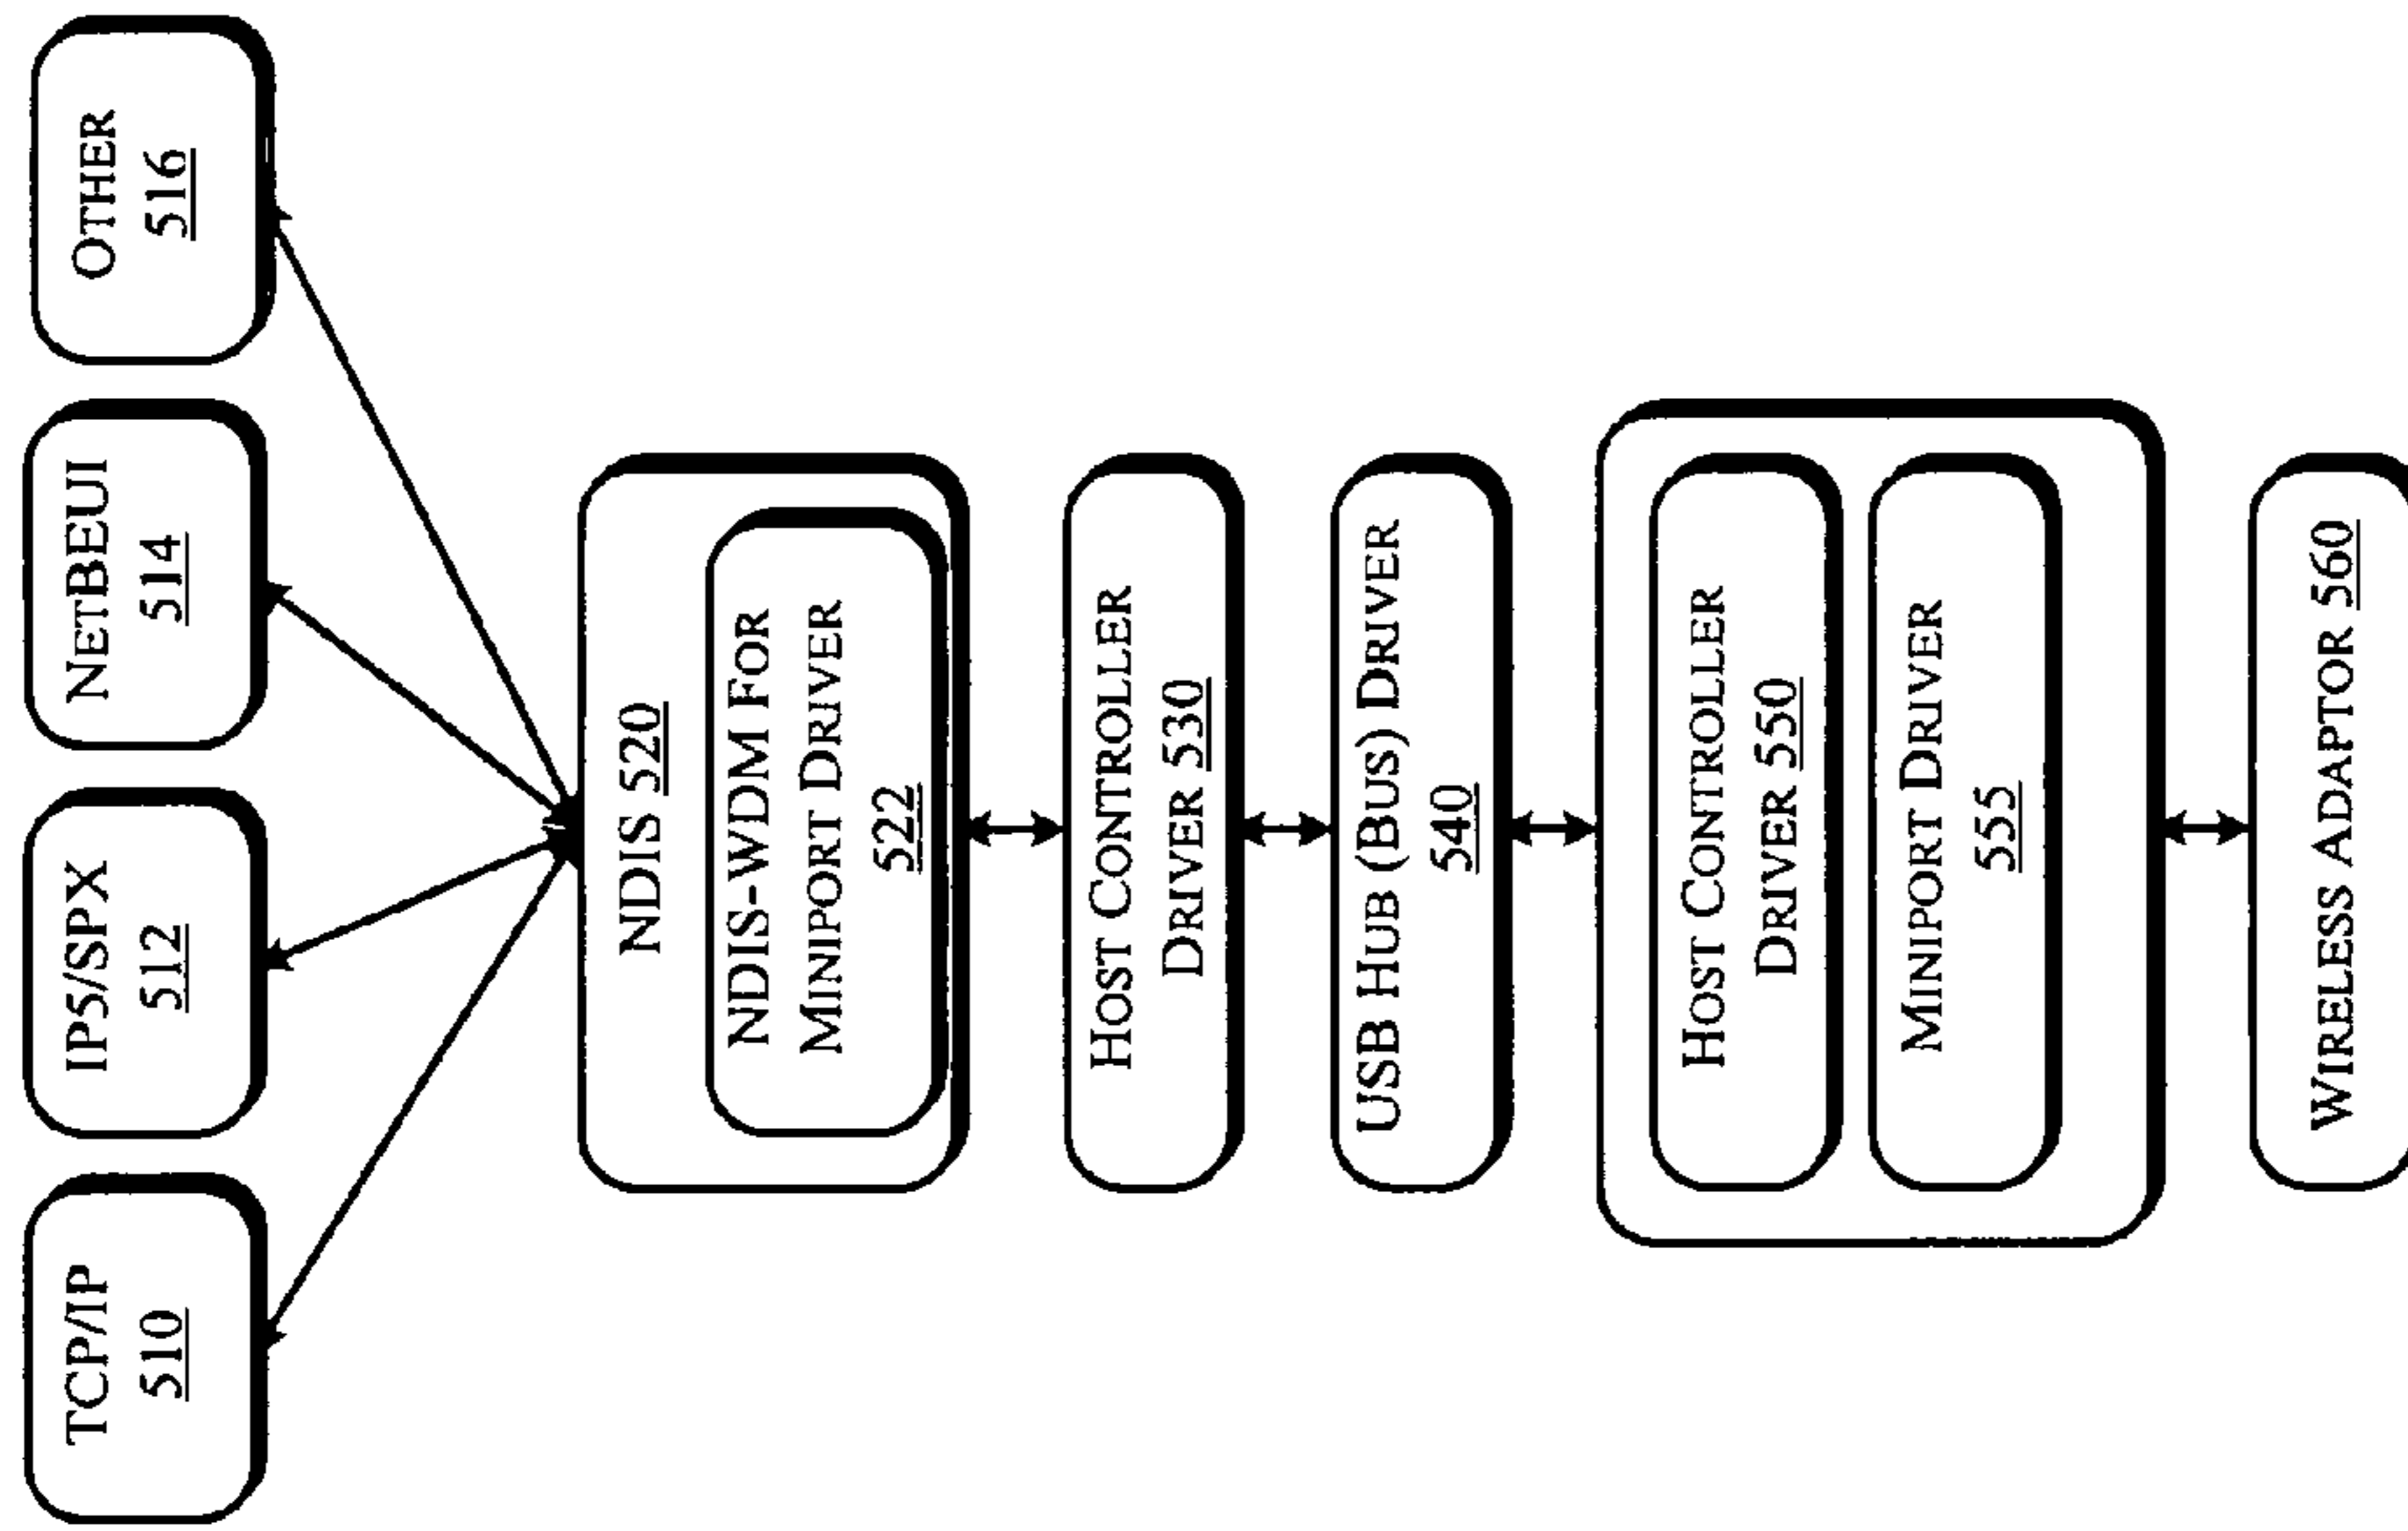 TCP/IP
510
IP5/SPX
512
NETBEUI
514
OTHER
516
NDIS 520
NDIS-WDM FOR
MINIPORT DRIVER
522
HOST CONTROLLER
DRIVER 530
USB HUB (BUS) DRIVER
540
HOST CONTROLLER
DRIVER 550
MINIPORT DRIVER
555
WIRELESS ADAPTOR 560